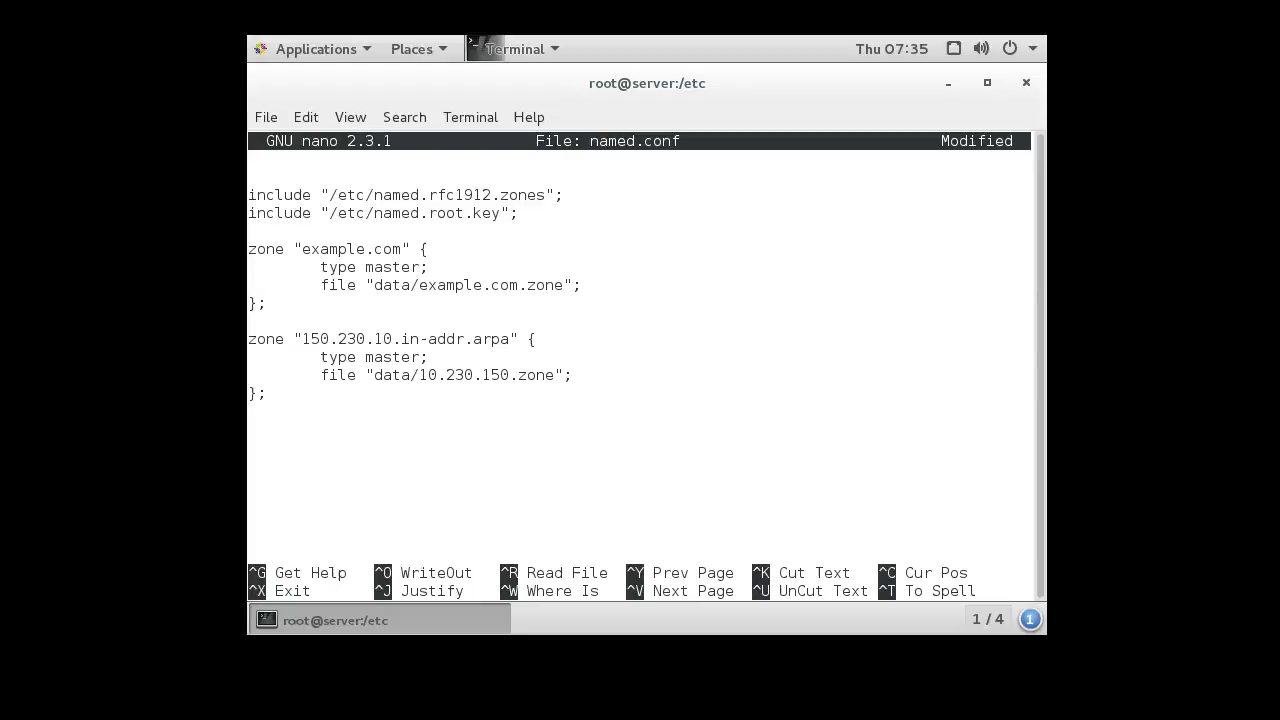 Applications Places Terminal Thu 07:35
root@server:/etc
File Edit View Search Terminal Help
GNU nano 2.3.1 File: named.conf Modified
include "/etc/named.rfc1912.zones";
include "/etc/named.root.key";
zone "example.com" {
type master;
file "data/example.com.zone";
};
zone "150.230.10.in-addr.arpa" {
type master;
file "data/10.230.150.zone";
};
^G Get Help ^O WriteOut ^R Read File ^Y Prev Page ^K Cut Text ^C Cur Pos
^X Exit ^J Justify ^W Where Is ^V Next Page ^U UnCut Text ^T To Spell
root@server:/etc 1 / 4 1